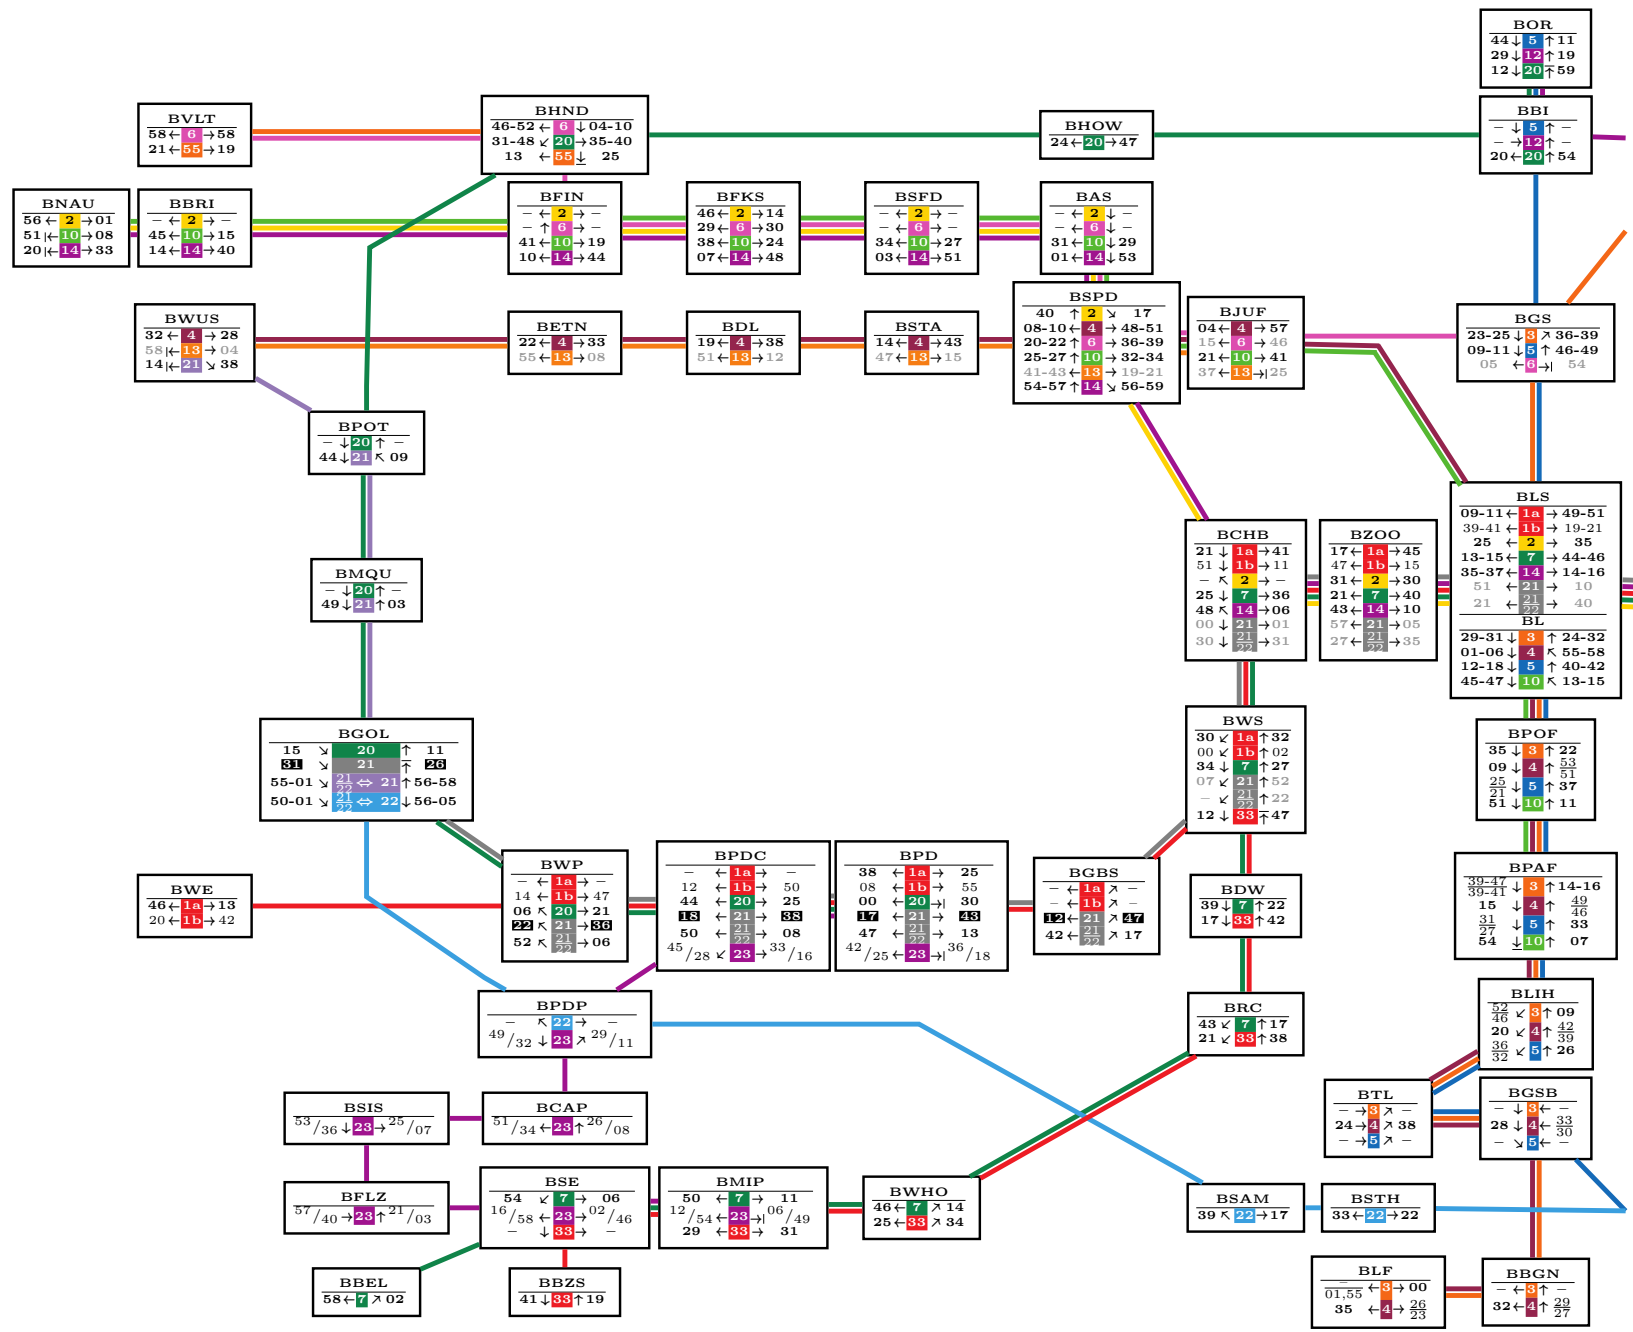 BOR
44↓ 5 ↑11
29↓ 12 ↑19
12↓ 20 ↑59
BBI
– ↓ 5 ↑ –
– → 12 ↑ –
20← 20 ↑54
BVLT
58← 6 →58
21← 55 →19
BHND
46-52 ← 6 ↓04-10
31-48 ↙ 20 →35-40
13 ← 55 ↓ 25
BHOW
24← 20 →47
BNAU
56← 2 →01
51|← 10 →08
20|← 14 →33
BBRI
– ← 2 → –
45← 10 →15
14← 14 →40
BFIN
– ← 2 → –
– ↑ 6 → –
41← 10 →19
10← 14 →44
BFKS
46← 2 →14
29← 6 →30
38← 10 →24
07← 14 →48
BSFD
– ← 2 → –
– ← 6 → –
34← 10 →27
03← 14 →51
BAS
– ← 2 ↓ –
– ← 6 ↓ –
31← 10 ↓29
01← 14 ↓53
BWUS
32← 4 →28
58|← 13 →04
14|← 21 ↘38
BETN
22← 4 →33
55← 13 →08
BDL
19← 4 →38
51← 13 →12
BSTA
14← 4 →43
47← 13 →15
BSPD
40 ↑ 2 ↘ 17
08-10← 4 →48-51
20-22↑ 6 →36-39
25-27↑ 10 →32-34
41-43← 13 →19-21
54-57↑ 14 ↘56-59
BJUF
04← 4 →57
15← 6 →46
21← 10 →41
37← 13 →|25
BGS
23-25↓ 3 ↗36-39
09-11↓ 5 ↑46-49
05 ← 6 →| 54
BPOT
– ↓ 20 ↑ –
44↓ 21 ↖09
BLS
09-11← 1a →49-51
39-41← 1b →19-21
25 ← 2 → 35
13-15← 7 →44-46
35-37← 14 →14-16
51 ← 21 → 10
21 ← 21/22 → 40
BL
29-31↓ 3 ↑24-32
01-06↓ 4 ↖55-58
12-18↓ 5 ↑40-42
45-47↓ 10 ↖13-15
BCHB
21↓ 1a →41
51↓ 1b →11
– ↖ 2 → –
25↓ 7 →36
48↖ 14 →06
00↓ 21 →01
30↓ 21/22 →31
BZOO
17← 1a →45
47← 1b →15
31← 2 →30
21← 7 →40
43← 14 →10
57← 21 →05
27← 21/22 →35
BMQU
– ↓ 20 ↑ –
49↓ 21 ↑03
BGOL
15 ↘ 20 ↑ 11
31 ↘ 21 ↑ 26
55-01↘ 21/22 ⇔ 21 ↑56-58
50-01↘ 21/22 ⇔ 22 ↓56-05
BWS
30↙ 1a ↑32
00↙ 1b ↑02
34↓ 7 ↑27
07↙ 21 ↑52
– ↙ 21/22 ↑22
12↓ 33 ↑47
BPOF
35↓ 3 ↑22
09↓ 4 ↑53/51
25/21↓ 5 ↑37
51↓ 10 ↑11
BWE
46← 1a →13
20← 1b →42
BWP
– ← 1a → –
14← 1b →47
06↖ 20 →21
22↖ 21 →36
52↖ 21/22 →06
BPDC
– ← 1a → –
12 ← 1b → 50
44 ← 20 → 25
18 ← 21 → 38
50 ← 21/22 → 08
45/28 ↙ 23 →33/16
BPD
38 ← 1a → 25
08 ← 1b → 55
00 ← 20 →| 30
17 ← 21 → 43
47 ← 21/22 → 13
42/25 ← 23 →| 36/18
BGBS
– ← 1a ↗ –
– ← 1b ↗ –
12← 21 ↗47
42← 21/22 ↗17
BDW
39↓ 7 ↑22
17↓ 33 ↑42
BPAF
39-47/39-41 ↓ 3 ↑14-16
15 ↓ 4 ↑ 49/46
31/27 ↓ 5 ↑ 33
54 ↓ 10 ↑ 07
BPDP
– ↖ 22 → –
49/32 ↓ 23 ↗ 29/11
BRC
43↙ 7 ↑17
21↙ 33 ↑38
BLIH
52/46 ↙ 3 ↑09
20 ↙ 4 ↑42/39
36/32 ↙ 5 ↑26
BTL
– → 3 ↗ –
24→ 4 ↗38
– → 5 ↗ –
BGSB
– ↓ 3 ← –
28↓ 4 ←33/30
– ↘ 5 ← –
BSIS
53/36 ↓ 23 →25/07
BCAP
51/34 ← 23 ↑26/08
BFLZ
57/40 → 23 ↑21/03
BSE
54 ↙ 7 → 06
16/58 ← 23 →02/46
– ↓ 33 → –
BMIP
50 ← 7 → 11
12/54 ← 23 →|06/49
29 ← 33 → 31
BWHO
46← 7 ↗14
25← 33 ↗34
BSAM
39↖ 22 →17
BSTH
33← 22 →22
BBEL
58← 7 ↗02
BBZS
41↓ 33 ↑19
BLF
–/01,55 ← 3 →00
35 ← 4 →26/23
BBGN
– ← 3 ↑ –
32← 4 ↑29/27